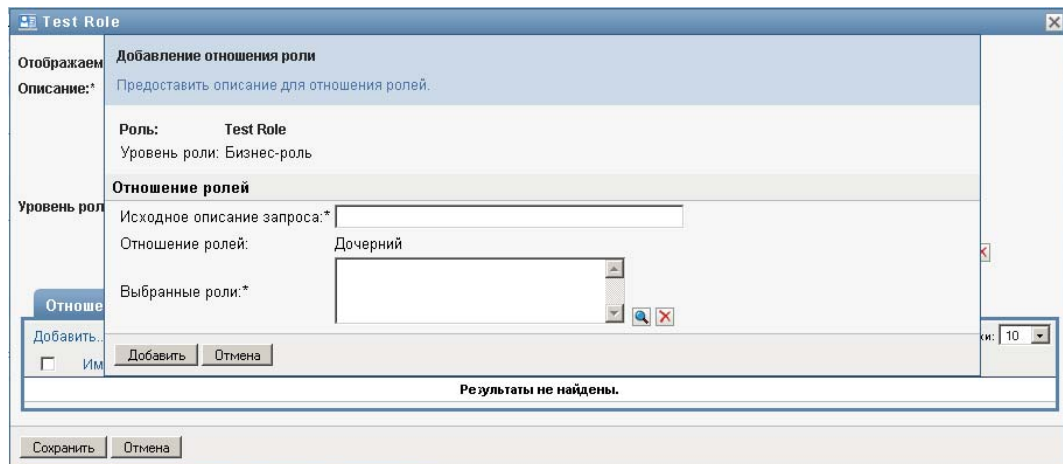 Test Role
Отображаем
Описание:*
Добавление отношения роли
Предоставить описание для отношения ролей.
Роль: Test Role
Уровень роли: Бизнес-роль
Уровень рол
Отношение ролей
Исходное описание запроса:*
Отношение ролей: Дочерний
Выбранные роли:*
Отноше
Добавить..
ки: 10
Им
Добавить Отмена
Результаты не найдены.
Сохранить Отмена